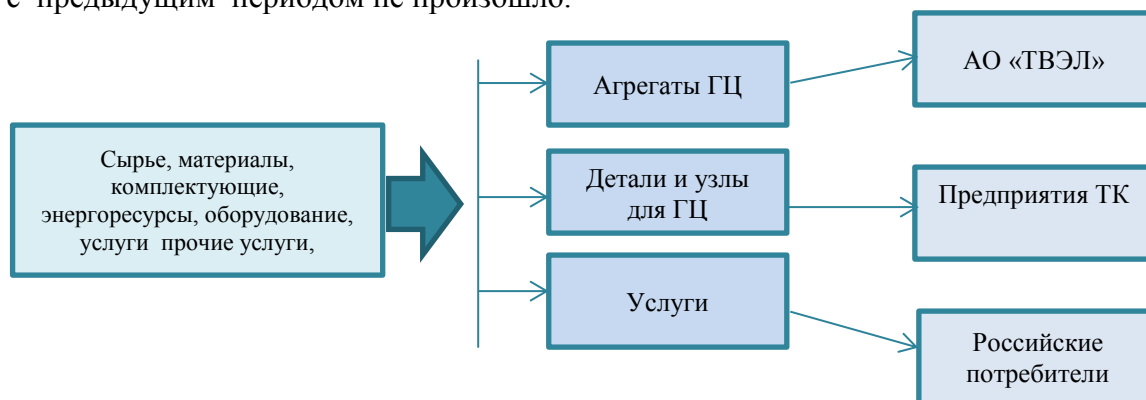 с предыдущим периодом не произошло.
Сырье, материалы,
комплектующие,
энергоресурсы, оборудование,
услуги прочие услуги,
Агрегаты ГЦ
Детали и узлы
для ГЦ
Услуги
АО «ТВЭЛ»
Предприятия ТК
Российские
потребители